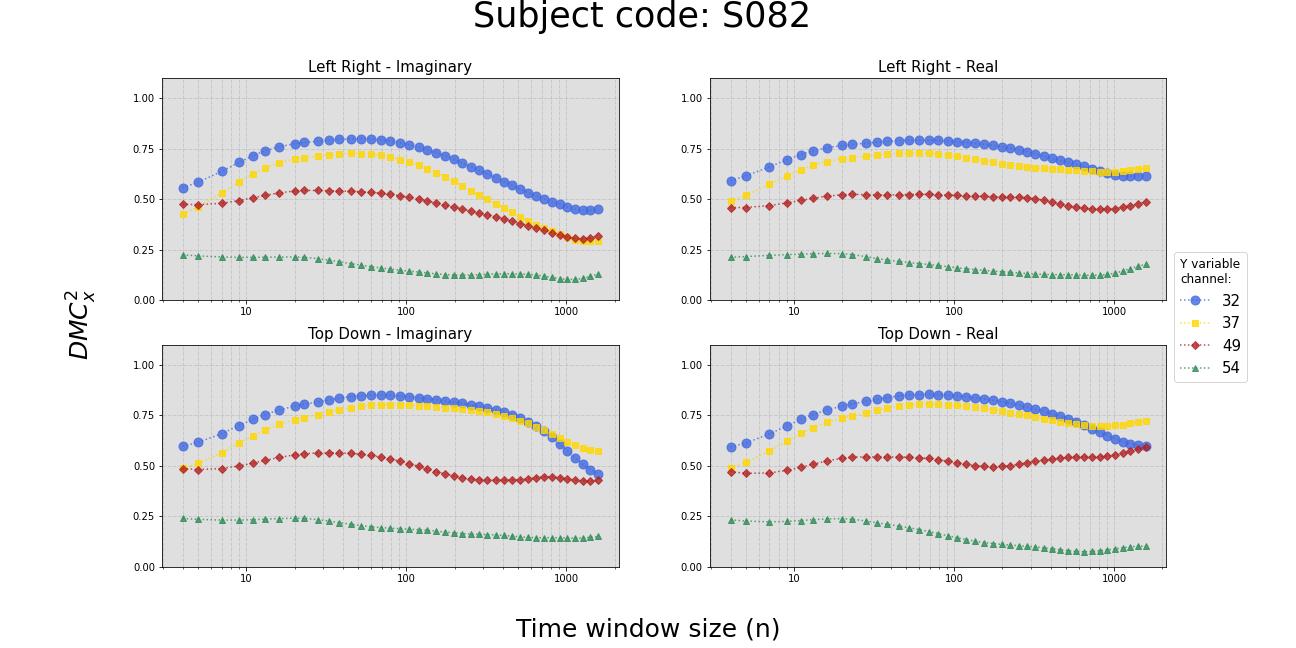 Subject code: S082
Left Right - Imaginary
1.00
0.75
0.50
0.25
0.00
10 100 1000
Left Right - Real
1.00
0.75
0.50
0.25
0.00
10 100 1000
Top Down - Imaginary
1.00
0.75
0.50
0.25
0.00
10 100 1000
Top Down - Real
1.00
0.75
0.50
0.25
0.00
10 100 1000
Y variable
channel:
32
37
49
54
DMC²ₓ
Time window size (n)